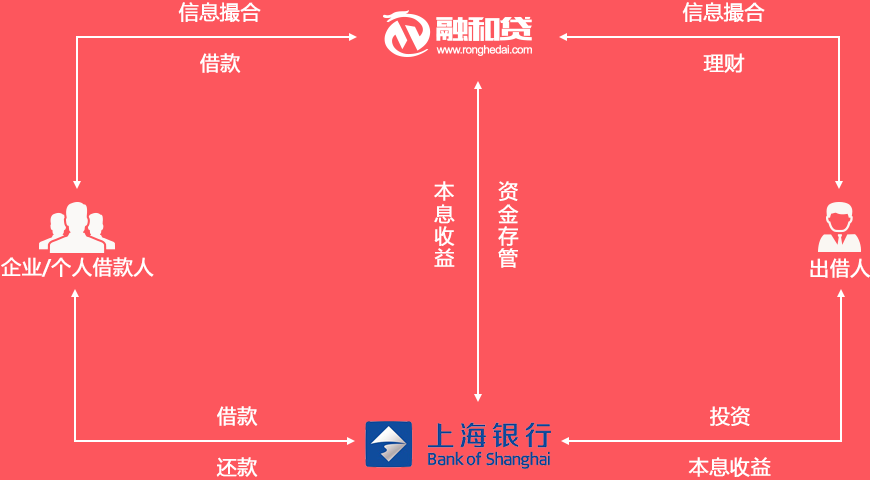 信息撮合
借款
融和贷
www.ronghedai.com
信息撮合
理财
本息收益
资金存管
企业/个人借款人
出借人
借款
还款
上海银行
Bank of Shanghai
投资
本息收益